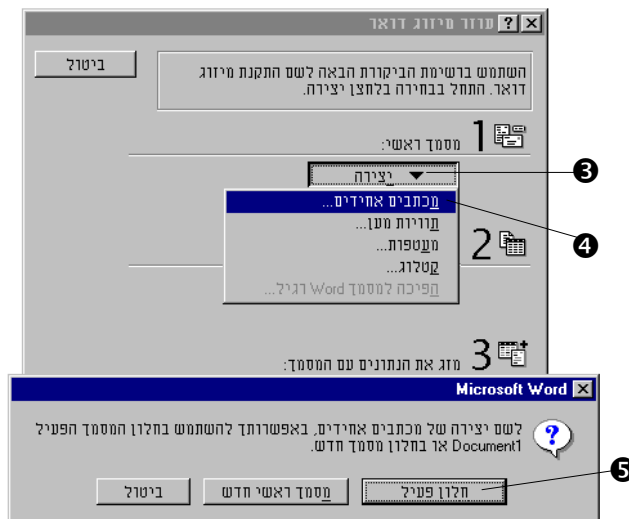 עוזר מיזוג דואר
השתמש ברשימת הביקורת הבאה לשם התקנת מיזוג
דואר. התחל בבחירה בלחצן יצירה.
ביטול
1 מסמך ראשי:
יצירה
3
מכתבים אחידים...
4
תוויות מען...
מעטפות...
קטלוג...
הפיכה למסמך Word רגיל...
2
3 מזג את הנתונים עם המסמך:
Microsoft Word
לשם יצירה של מכתבים אחידים, באפשרותך להשתמש בחלון המסמך הפעיל
Document1 או בחלון מסמך חדש.
חלון פעיל
מסמך ראשי חדש
ביטול
5